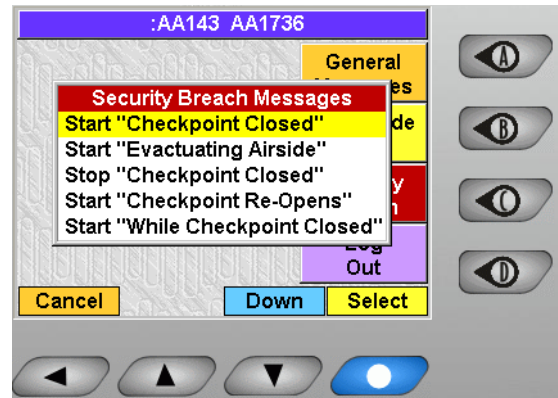 :AA143 AA1736
General
es
Security Breach Messages
Start "Checkpoint Closed"
de
Start "Evactuating Airside"
Stop "Checkpoint Closed"
y
Start "Checkpoint Re-Opens"
Start "While Checkpoint Closed"
Log
Out
Cancel
Down
Select
A
B
C
D